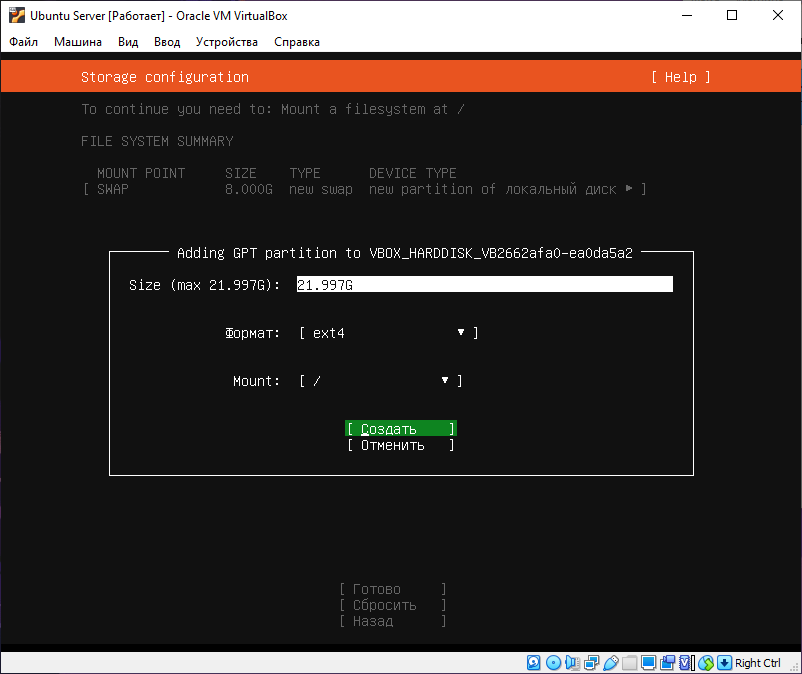 Ubuntu Server [Работает] - Oracle VM VirtualBox
Файл Машина Вид Ввод Устройства Справка
Storage configuration [ Help ]
To continue you need to: Mount a filesystem at /
FILE SYSTEM SUMMARY
MOUNT POINT SIZE TYPE DEVICE TYPE
[ SWAP 8.000G new swap new partition of локальный диск ▸ ]
Adding GPT partition to VBOX_HARDDISK_VB2662afa0-ea0da5a2
Size (max 21.997G): 21.997G
Формат: [ ext4 ▾ ]
Mount: [ / ▾ ]
[ Создать ]
[ Отменить ]
[ Готово ]
[ Сбросить ]
[ Назад ]
Right Ctrl